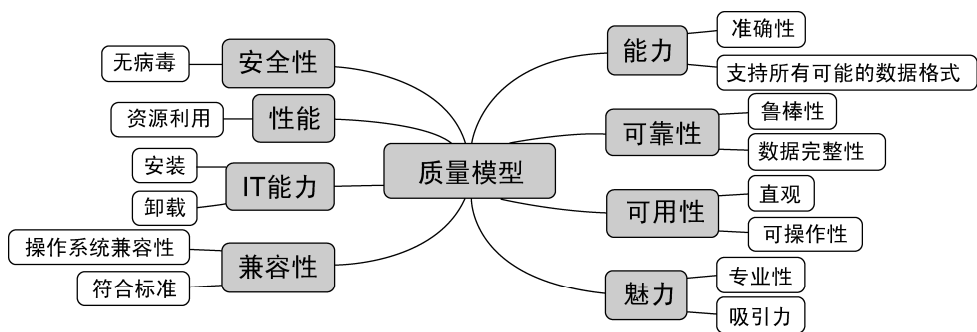 质量模型
安全性
无病毒
性能
资源利用
IT能力
安装
卸载
兼容性
操作系统兼容性
符合标准
能力
准确性
支持所有可能的数据格式
可靠性
鲁棒性
数据完整性
可用性
直观
可操作性
魅力
专业性
吸引力